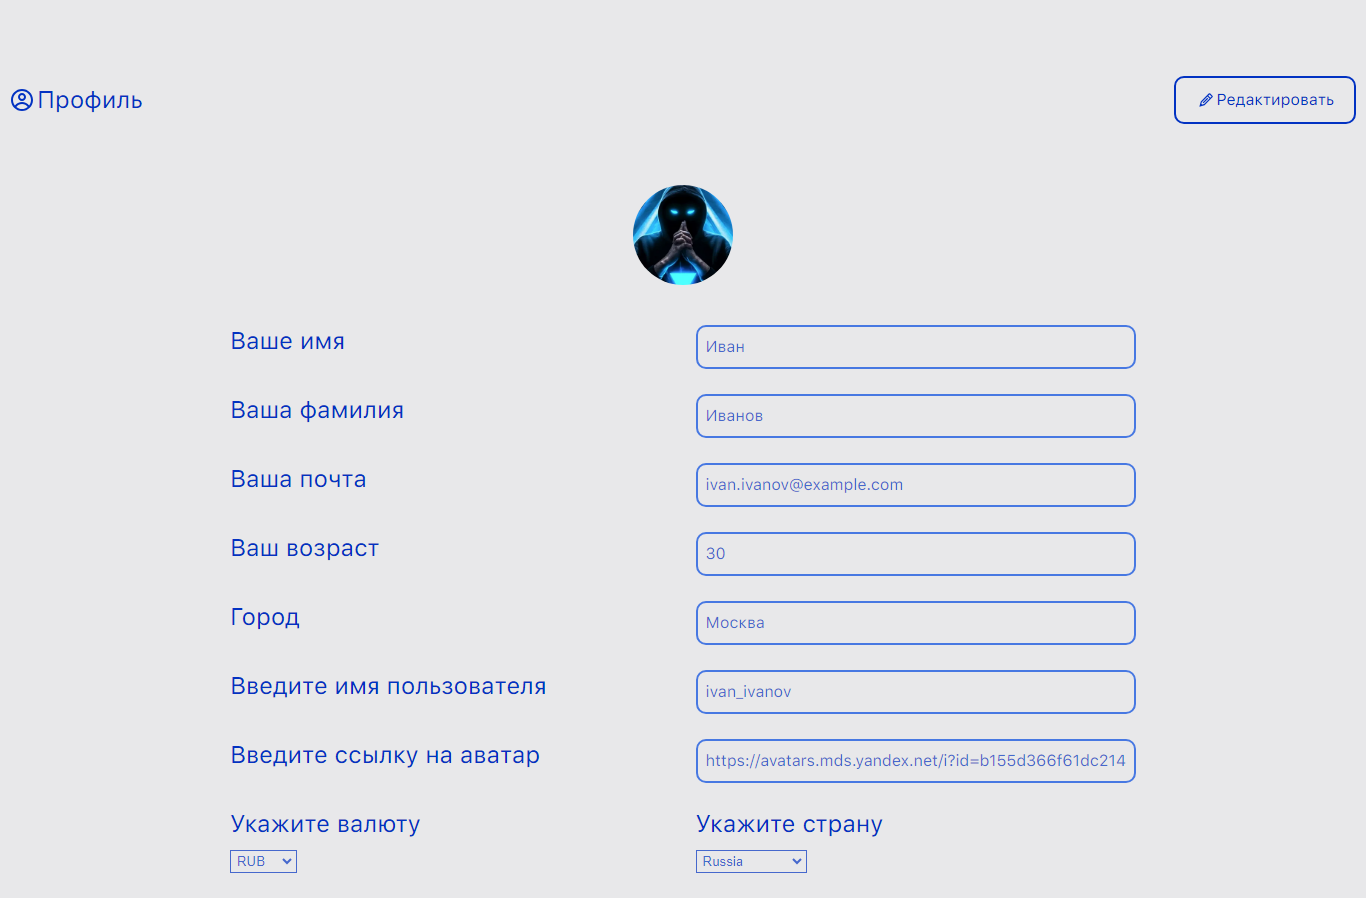 Профиль
Редактировать
Ваше имя
Иван
Ваша фамилия
Иванов
Ваша почта
ivan.ivanov@example.com
Ваш возраст
30
Город
Москва
Введите имя пользователя
ivan_ivanov
Введите ссылку на аватар
https://avatars.mds.yandex.net/i?id=b155d366f61dc214
Укажите валюту
Укажите страну
RUB
Russia